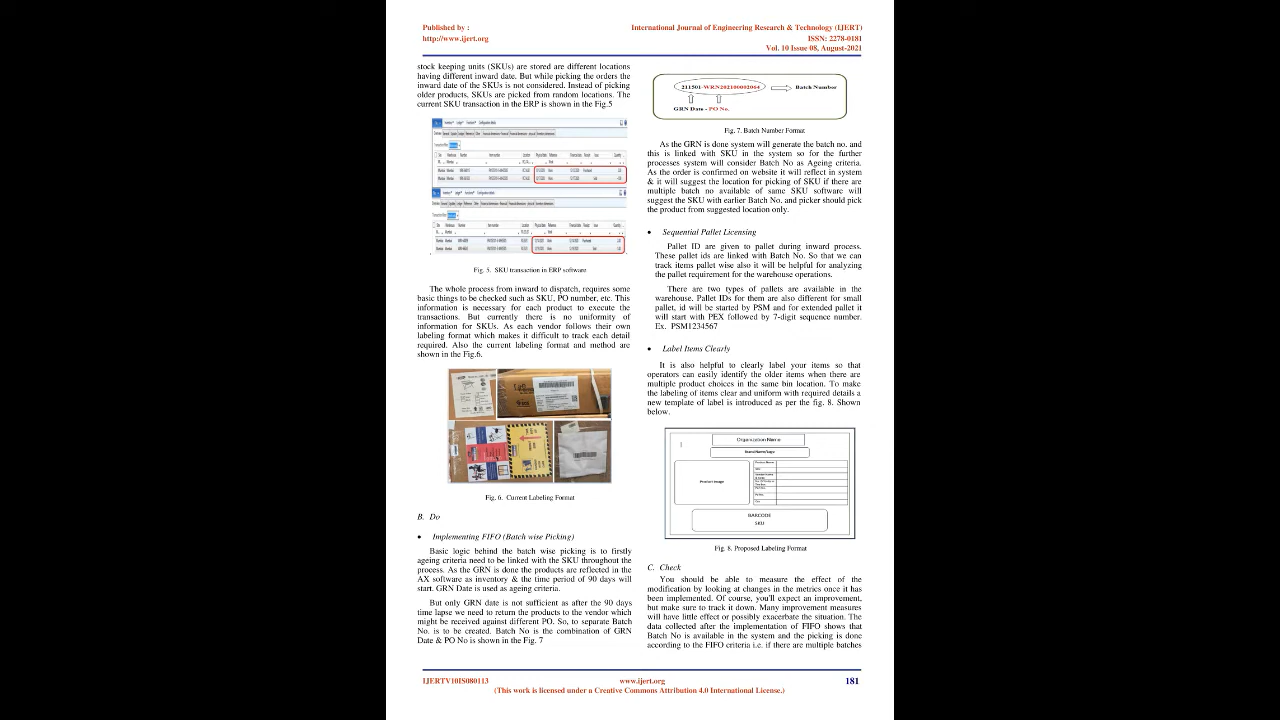 Published by :
http://www.ijert.org
International Journal of Engineering Research & Technology (IJERT)
ISSN: 2278-0181
Vol. 10 Issue 08, August-2021
stock keeping units (SKUs) are stored are different locations
having different inward date. But while picking the orders the
inward date of the SKUs is not considered. Instead of picking
older products, SKUs are picked from random locations. The
current SKU transaction in the ERP is shown in the Fig.5
Fig. 5. SKU transaction in ERP software
The whole process from inward to dispatch, requires some
basic things to be checked such as SKU, PO number, etc. This
information is necessary for each product to execute the
transactions. But currently there is no uniformity of
information for SKUs. As each vendor follows their own
labeling format which makes it difficult to track each detail
required. Also the current labeling format and method are
shown in the Fig.6.
Fig. 6. Current Labeling Format
B. Do
• Implementing FIFO (Batch wise Picking)
Basic logic behind the batch wise picking is to firstly
ageing criteria need to be linked with the SKU throughout the
process. As the GRN is done the products are reflected in the
AX software as inventory & the time period of 90 days will
start. GRN Date is used as ageing criteria.
But only GRN date is not sufficient as after the 90 days
time lapse we need to return the products to the vendor which
might be received against different PO. So, to separate Batch
No. is to be created. Batch No is the combination of GRN
Date & PO No is shown in the Fig. 7
211501-WRN202100002064
Batch Number
GRN Date - PO No.
Fig. 7. Batch Number Format
As the GRN is done system will generate the batch no. and
this is linked with SKU in the system so for the further
processes system will consider Batch No as Ageing criteria.
As the order is confirmed on website it will reflect in system
& it will suggest the location for picking of SKU if there are
multiple batch no available of same SKU software will
suggest the SKU with earlier Batch No. and picker should pick
the product from suggested location only.
• Sequential Pallet Licensing
Pallet ID are given to pallet during inward process.
These pallet ids are linked with Batch No. So that we can
track items pallet wise also it will be helpful for analyzing
the pallet requirement for the warehouse operations.
There are two types of pallets are available in the
warehouse. Pallet IDs for them are also different for small
pallet, id will be started by PSM and for extended pallet it
will start with PEX followed by 7-digit sequence number.
Ex. PSM1234567
• Label Items Clearly
It is also helpful to clearly label your items so that
operators can easily identify the older items when there are
multiple product choices in the same bin location. To make
the labeling of items clear and uniform with required details a
new template of label is introduced as per the fig. 8. Shown
below.
Organization Name
Brand Name/Logo
Product Image
BARCODE
SKU
Fig. 8. Proposed Labeling Format
C. Check
You should be able to measure the effect of the
modification by looking at changes in the metrics once it has
been implemented. Of course, you'll expect an improvement,
but make sure to track it down. Many improvement measures
will have little effect or possibly exacerbate the situation. The
data collected after the implementation of FIFO shows that
Batch No is available in the system and the picking is done
according to the FIFO criteria i.e. if there are multiple batches
IJERTV10IS080113
www.ijert.org
181
(This work is licensed under a Creative Commons Attribution 4.0 International License.)